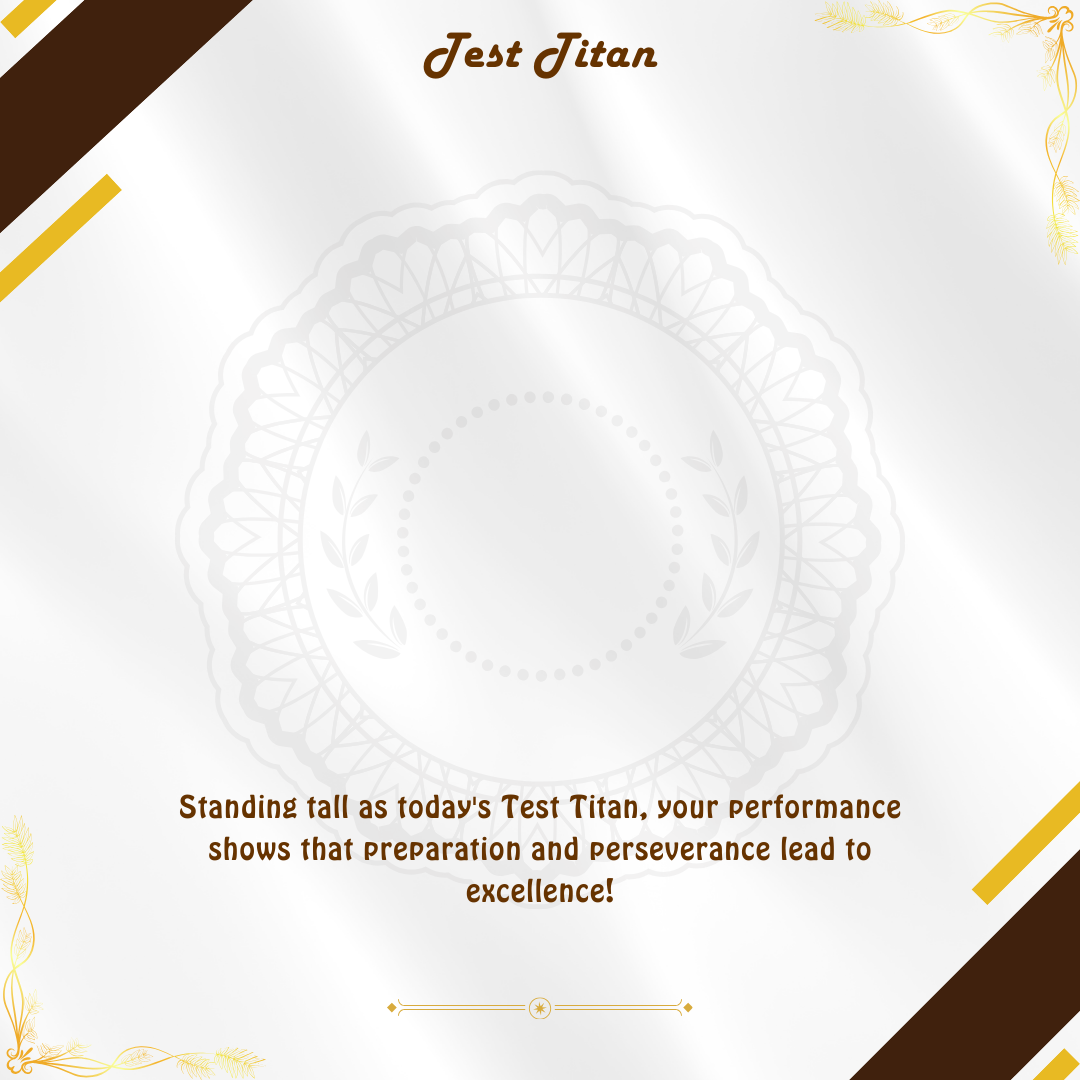 Test Titan
Standing tall as today's Test Titan, your performance
shows that preparation and perseverance lead to
excellence!